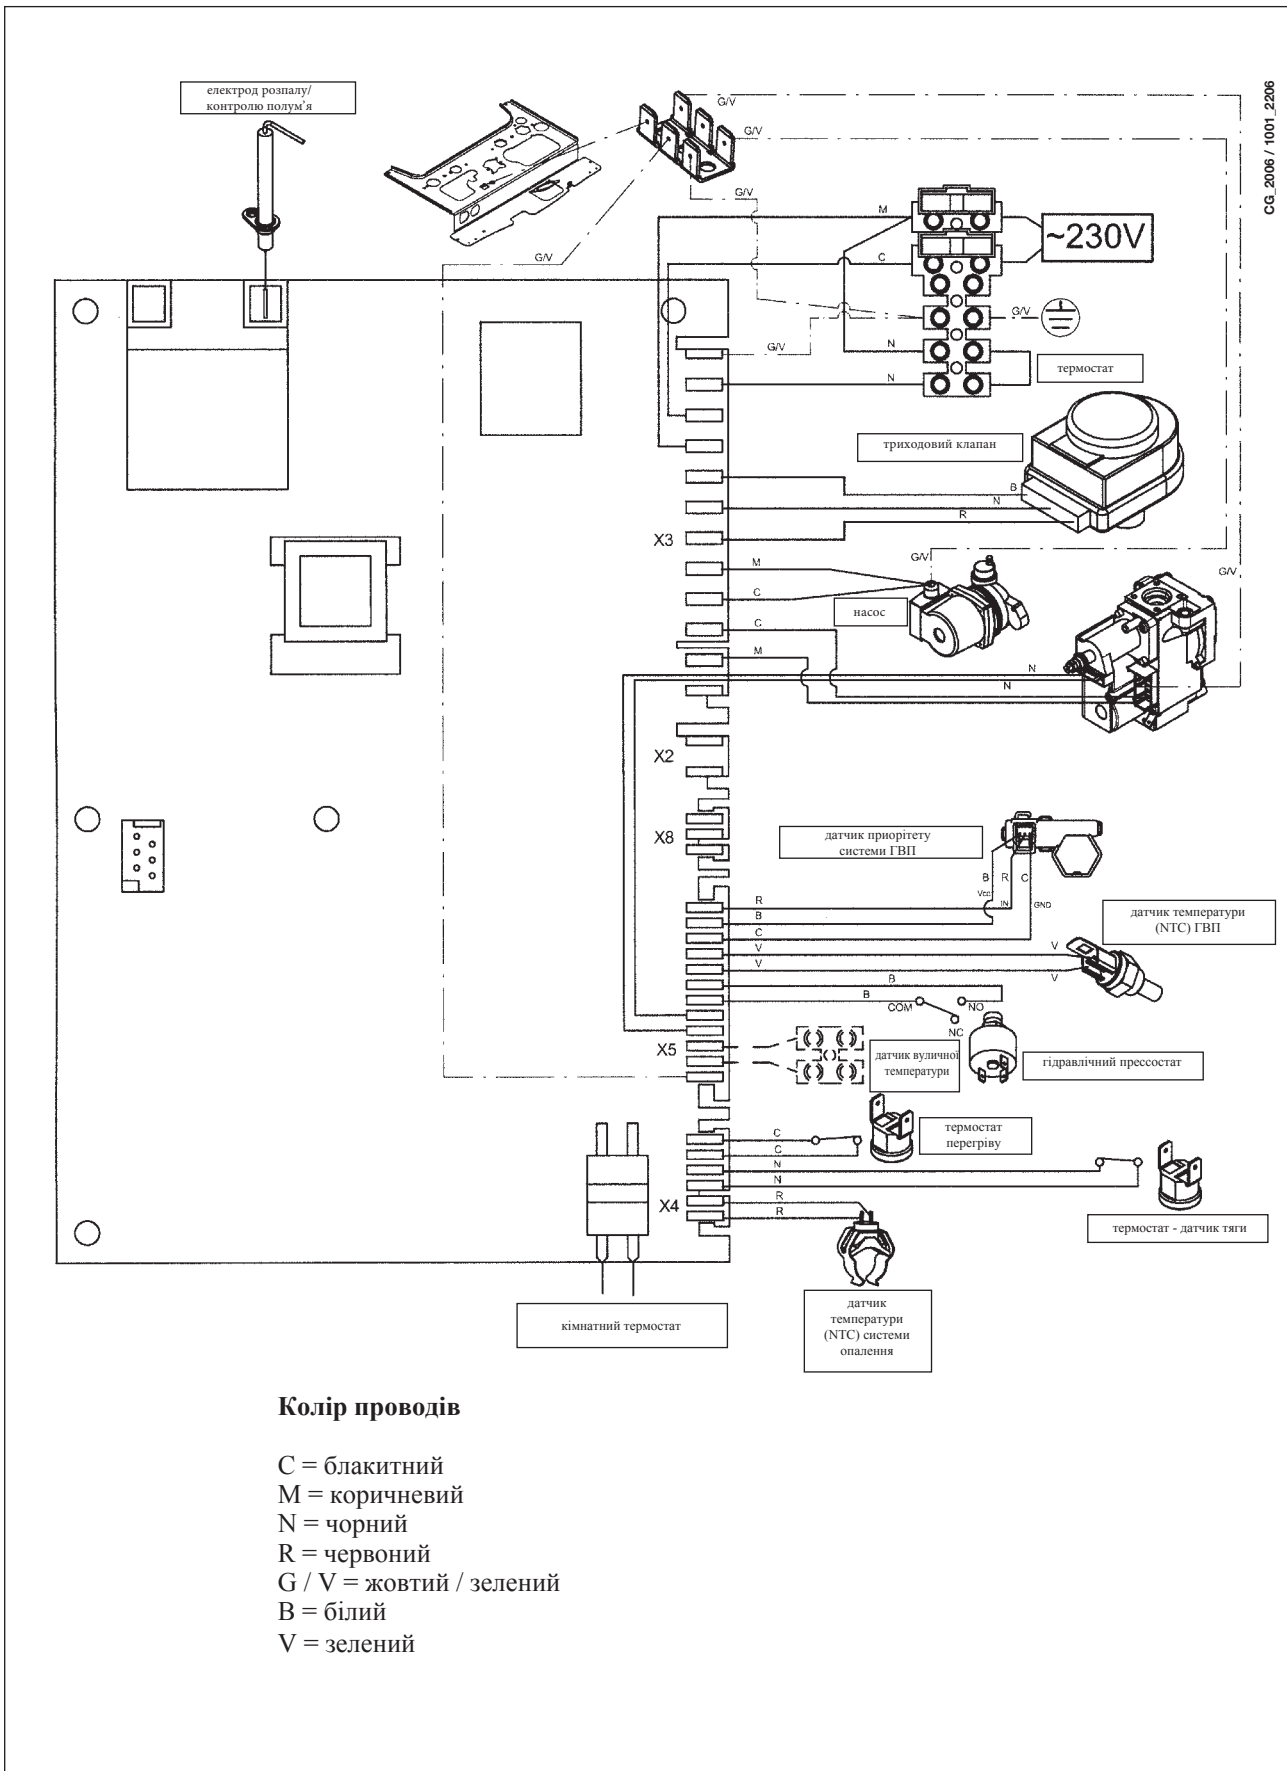 CG_2006 / 1001_2206
електрод розпалу/
контролю полум’я
G/V
G/V
G/V
G/V
M
~230V
C
G/V
G/V
N
термостат
N
триходовий клапан
B
N
R
X3
G/V
G/V
M
C
насос
C
M
N
N
X2
X8
датчик приорітету
системи ГВП
B
R
C
Vcc
IN
GND
R
B
C
V
V
V
V
датчик температури
(NTC) ГВП
B
B
COM
NO
NC
X5
датчик вуличної
температури
гідравлічний прессостат
C
C
термостат
перегріву
N
N
R
R
X4
термостат - датчик тяги
кімнатний термостат
датчик
температури
(NTC) системи
опалення
Колір проводів
C = блакитний
M = коричневий
N = чорний
R = червоний
G / V = жовтий / зелений
B = білий
V = зелений